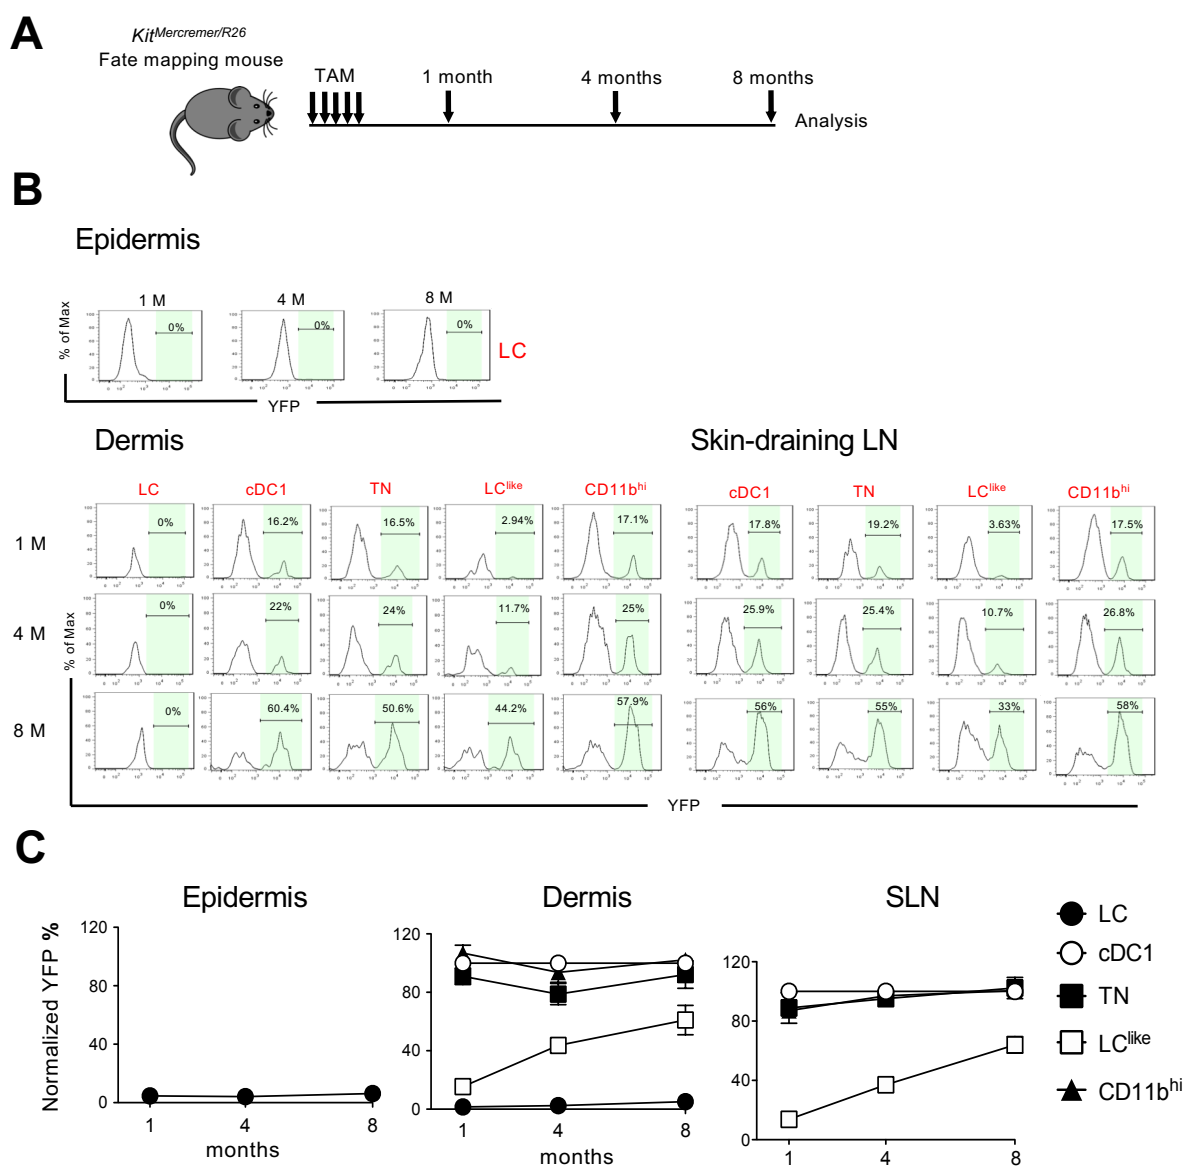 A
Kit^Mercremer/R26
Fate mapping mouse
TAM
1 month
4 months
8 months
Analysis
B
Epidermis
1 M
4 M
8 M
% of Max
0%
0%
0%
LC
YFP
Dermis
Skin-draining LN
LC
cDC1
TN
LC^like
CD11b^hi
cDC1
TN
LC^like
CD11b^hi
1 M
0%
16.2%
16.5%
2.94%
17.1%
17.8%
19.2%
3.63%
17.5%
4 M
% of Max
0%
22%
24%
11.7%
25%
25.9%
25.4%
10.7%
26.8%
8 M
0%
60.4%
50.6%
44.2%
57.9%
56%
55%
33%
58%
YFP
C
Epidermis
Dermis
SLN
Normalized YFP %
120
80
40
0
1
4
8
months
120
80
40
0
1
4
8
months
120
80
40
0
1
4
8
LC
cDC1
TN
LC^like
CD11b^hi